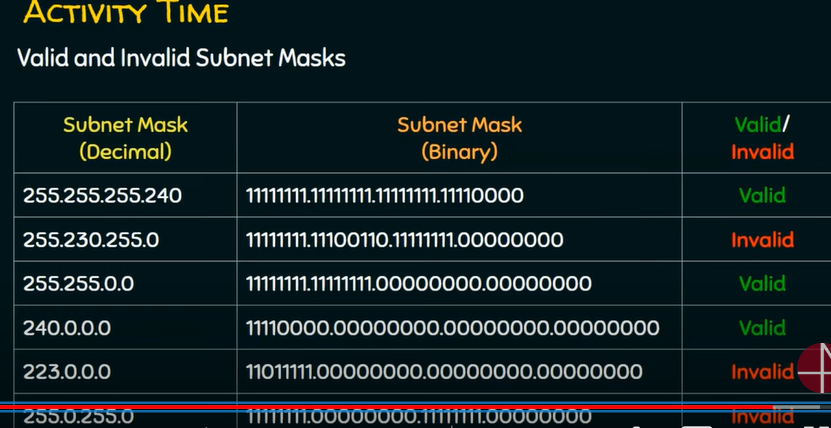 ACTIVITY TIME
Valid and Invalid Subnet Masks
Subnet Mask (Decimal) Subnet Mask (Binary) Valid/ Invalid
255.255.255.240 11111111.11111111.11111111.11110000 Valid
255.230.255.0 11111111.11100110.11111111.00000000 Invalid
255.255.0.0 11111111.11111111.00000000.00000000 Valid
240.0.0.0 11110000.00000000.00000000.00000000 Valid
223.0.0.0 11011111.00000000.00000000.00000000 Invalid
255.0.255.0 11111111.00000000.11111111.00000000 Invalid